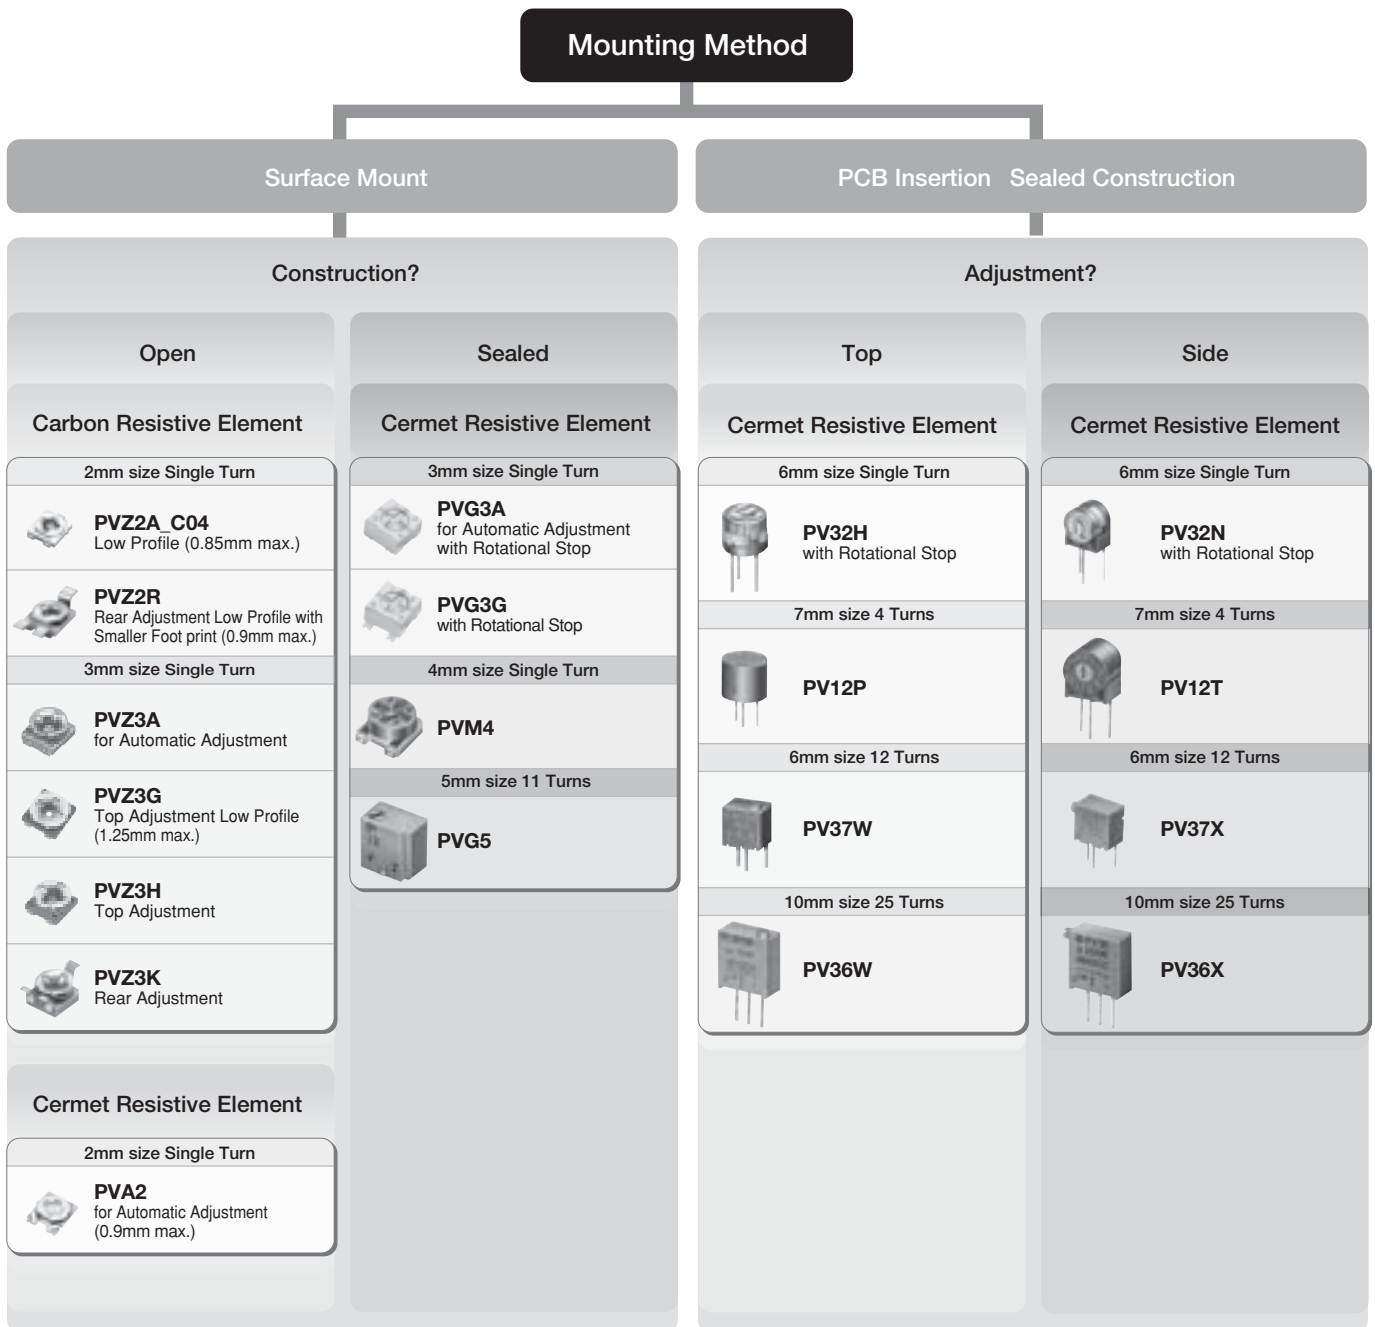 Mounting Method
Surface Mount
PCB Insertion Sealed Construction
Construction?
Adjustment?
Open
Sealed
Top
Side
Carbon Resistive Element
2mm size Single Turn
PVZ2A_C04
Low Profile (0.85mm max.)
PVZ2R
Rear Adjustment Low Profile with
Smaller Foot print (0.9mm max.)
3mm size Single Turn
PVZ3A
for Automatic Adjustment
PVZ3G
Top Adjustment Low Profile
(1.25mm max.)
PVZ3H
Top Adjustment
PVZ3K
Rear Adjustment
Cermet Resistive Element
2mm size Single Turn
PVA2
for Automatic Adjustment
(0.9mm max.)
Cermet Resistive Element
3mm size Single Turn
PVG3A
for Automatic Adjustment
with Rotational Stop
PVG3G
with Rotational Stop
4mm size Single Turn
PVM4
5mm size 11 Turns
PVG5
Cermet Resistive Element
6mm size Single Turn
PV32H
with Rotational Stop
7mm size 4 Turns
PV12P
6mm size 12 Turns
PV37W
10mm size 25 Turns
PV36W
Cermet Resistive Element
6mm size Single Turn
PV32N
with Rotational Stop
7mm size 4 Turns
PV12T
6mm size 12 Turns
PV37X
10mm size 25 Turns
PV36X